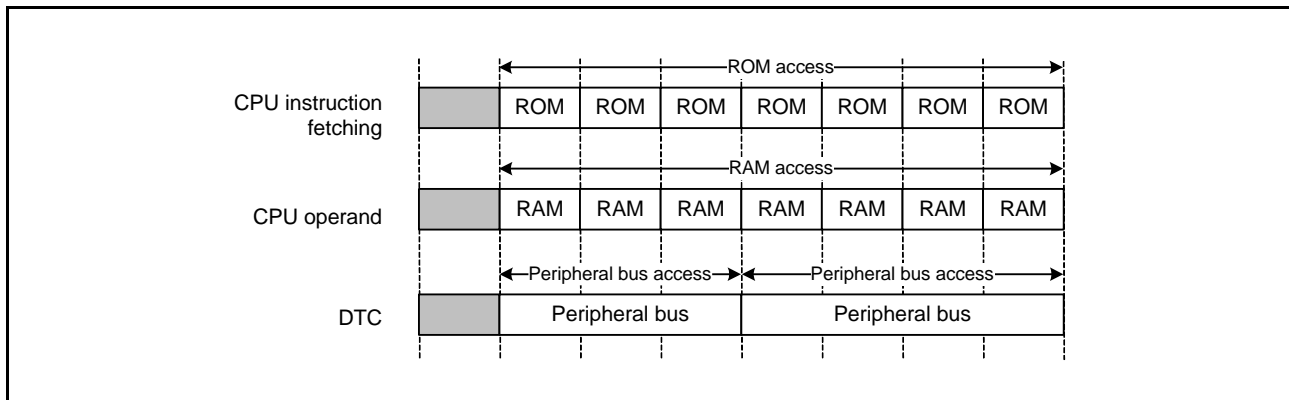 ROM access
CPU instruction
fetching
ROM ROM ROM ROM ROM ROM ROM
RAM access
CPU operand
RAM RAM RAM RAM RAM RAM RAM
Peripheral bus access Peripheral bus access
DTC
Peripheral bus Peripheral bus